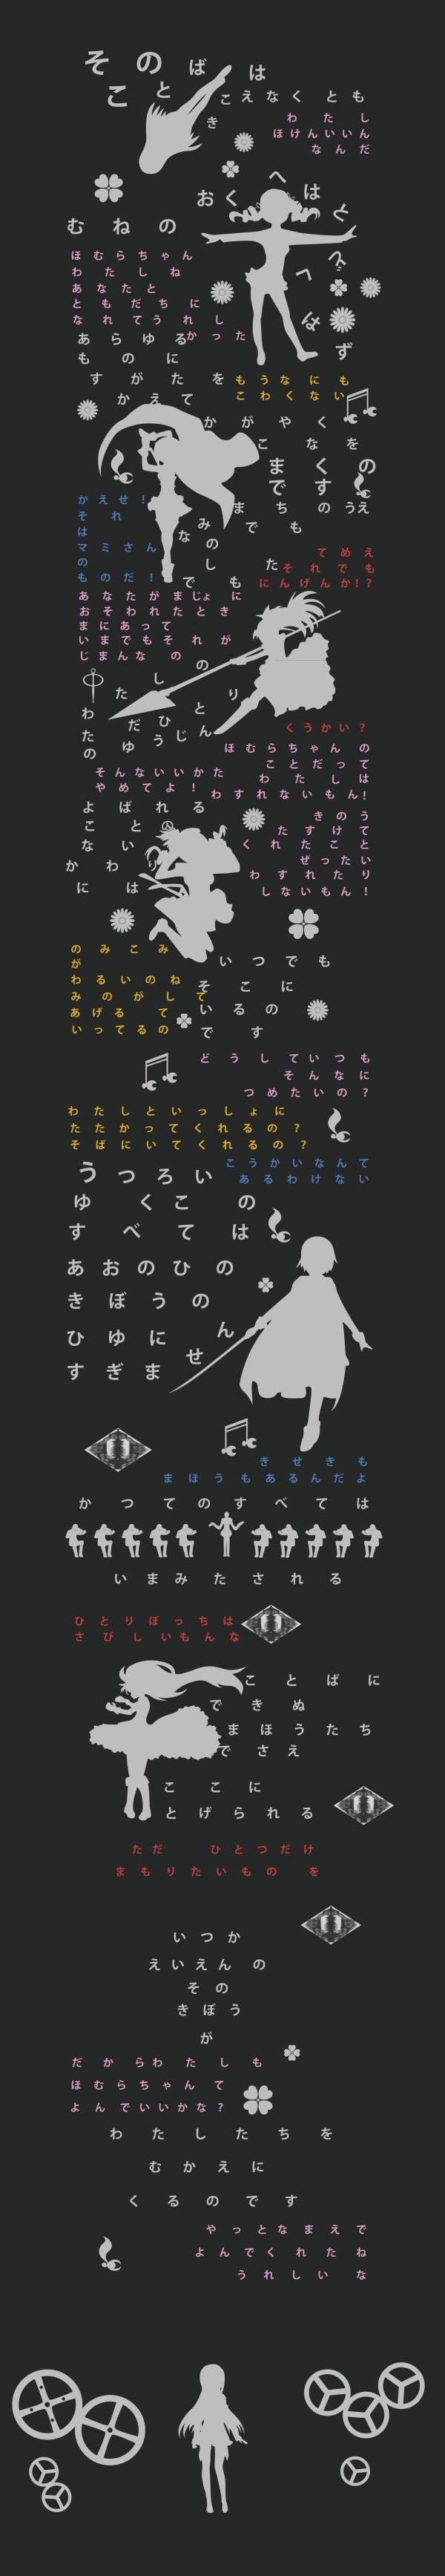 そのことばは
きこえなくとも
わたし
ほけんいいん
なんだ
むねのおくへはとべるはず
ほむらちゃん
わたしね
あなたと
ともだちに
なれてうれし
かった
あらゆる
ものに
すがたを
かえて
もうなにも
こわくない
かがやく
こなを
まくの
です
まちのうえ
みなのしたでも
でも
かえせ!
それ
は
マミさん
の
ものだ!
てめえ
それでも
にんげんか!?
あなたがまじょに
おそわれたとき
まにあって
いまでもそれが
じまんなの
わたしの
たのとり
だひとん
ゆうじ
くうかい?
ほむらちゃんの
ことだって
わたしは
わすれないもん!
そんないいかた
やめてよ!
よばれる
こと
ない
かわり
には
きのう
たすけて
くれたこと
ぜったい
わすれたり
しないもん!
のみこみ
が
わるいのね
みのがして
あげるて
いってるの
いつでも
そこに
いるの
です
どうしていつも
そんなに
つめたいの?
わたしといっしょに
たたかってくれるの?
そばにいてくれるの?
こうかいなんて
あるわけない
うつろい
ゆくこの
すべては
あおのひの
きぼうの
ひゆに
すぎません
きせきも
まほうもあるんだよ
かつてのすべては
いまみたされる
ひとりぼっちは
さびしいもんな
ことばに
できぬ
まほうたち
でさえ
ここに
とげられる
ただ ひとつだけ
まもりたいものを
いつか
えいえんの
その
きぼう
が
だからわたしも
ほむらちゃんて
よんでいいかな?
わたしたちを
むかえに
くるのです
やっとなまえで
よんでくれたね
うれしいな